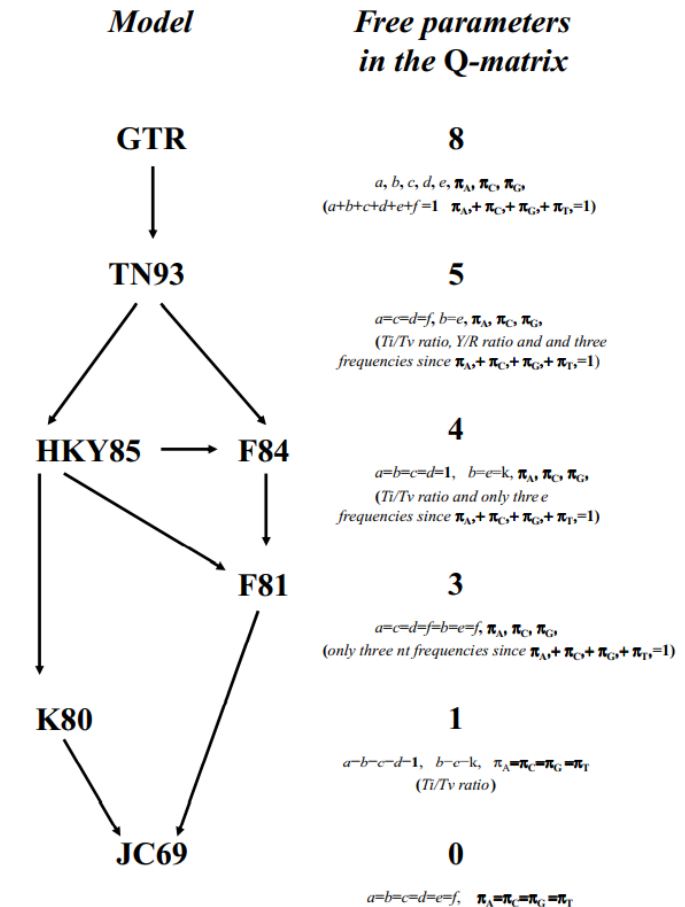 Model
Free parameters
in the Q-matrix
GTR
8
a, b, c, d, e, πA, πC, πG,
(a+b+c+d+e+f =1 πA,+ πC,+ πG,+ πT,=1)
TN93
5
a=c=d=f, b=e, πA, πC, πG,
(Ti/Tv ratio, Y/R ratio and and three
frequencies since πA,+ πC,+ πG,+ πT,=1)
HKY85
F84
4
a=b=c=d=1, b=e=k, πA, πC, πG,
(Ti/Tv ratio and only three
frequencies since πA,+ πC,+ πG,+ πT,=1)
F81
3
a=c=d=f=b=e=f, πA, πC, πG,
(only three nt frequencies since πA,+ πC,+ πG,+ πT,=1)
K80
1
a=b=c=d=1, b=e=k, πA=πC=πG=πT
(Ti/Tv ratio)
JC69
0
a=b=c=d=e=f, πA=πC=πG=πT